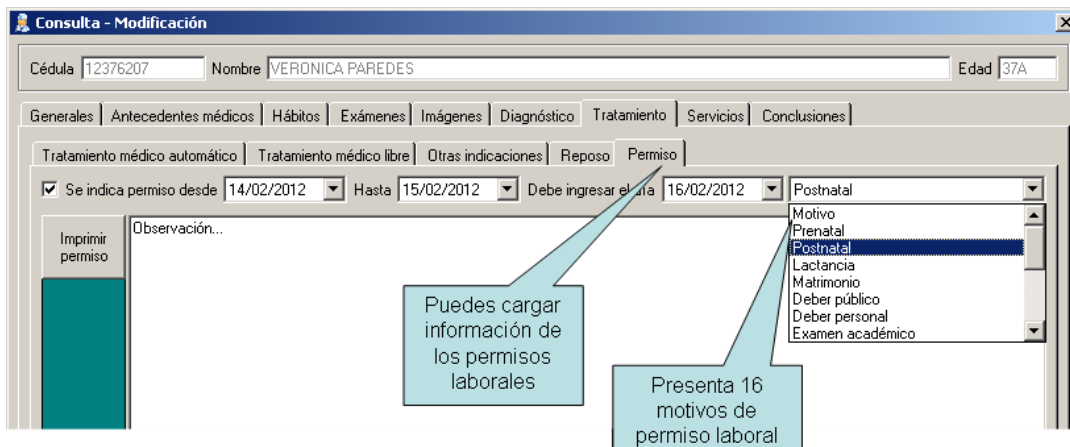 Consulta - Modificación
Cédula 12376207 Nombre VERONICA PAREDES Edad 37A
Generales Antecedentes médicos Hábitos Exámenes Imágenes Diagnóstico Tratamiento Servicios Conclusiones
Tratamiento médico automático Tratamiento médico libre Otras indicaciones Reposo Permiso
Se indica permiso desde 14/02/2012 Hasta 15/02/2012 Debe ingresar el día 16/02/2012 Postnatal
Imprimir
permiso
Observación...
Motivo
Prenatal
Postnatal
Lactancia
Matrimonio
Deber público
Deber personal
Examen académico
Puedes cargar
información de
los permisos
laborales
Presenta 16
motivos de
permiso laboral